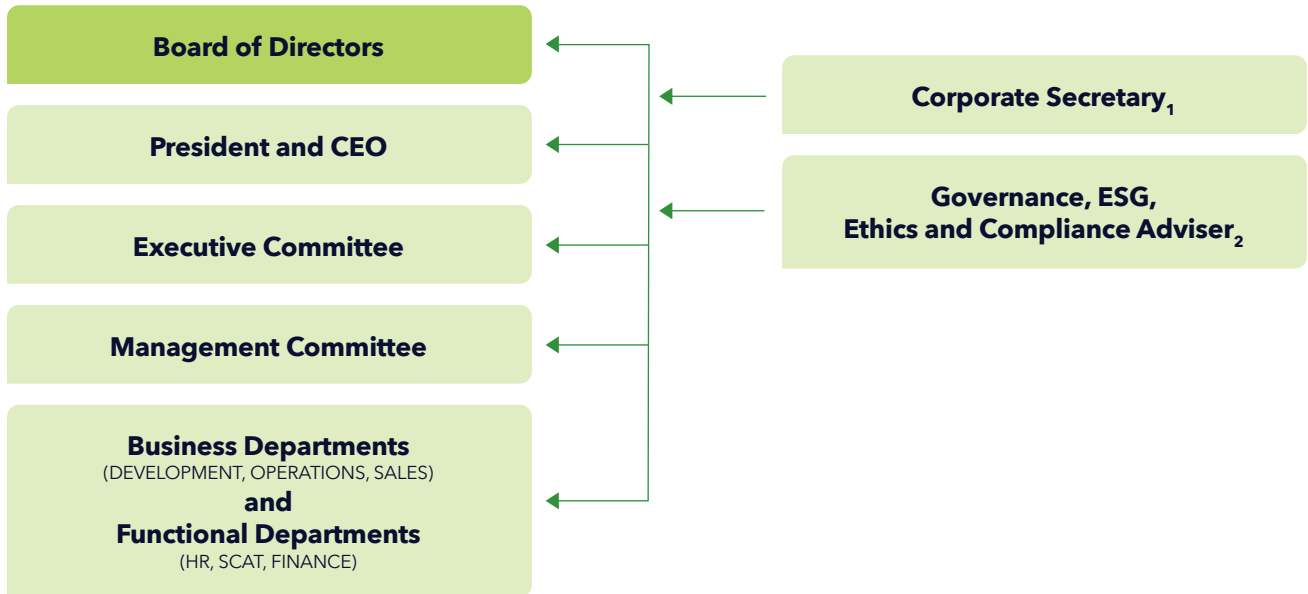 Board of Directors
President and CEO
Executive Committee
Management Committee
Business Departments
(DEVELOPMENT, OPERATIONS, SALES)
and
Functional Departments
(HR, SCAT, FINANCE)
Corporate Secretary1
Governance, ESG,
Ethics and Compliance Adviser2